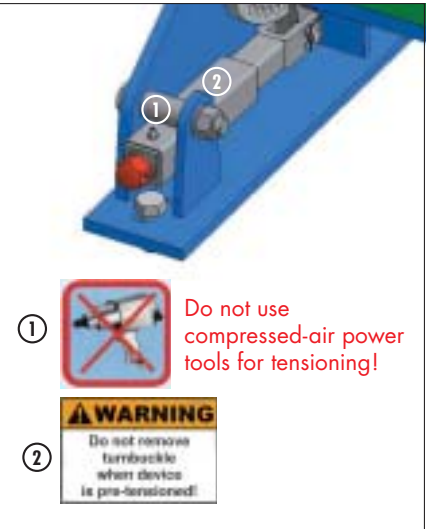 2
1
1
Do not use
compressed-air power
tools for tensioning!
2
WARNING
Do not remove
turnbuckle
when device
is pre-tensioned!